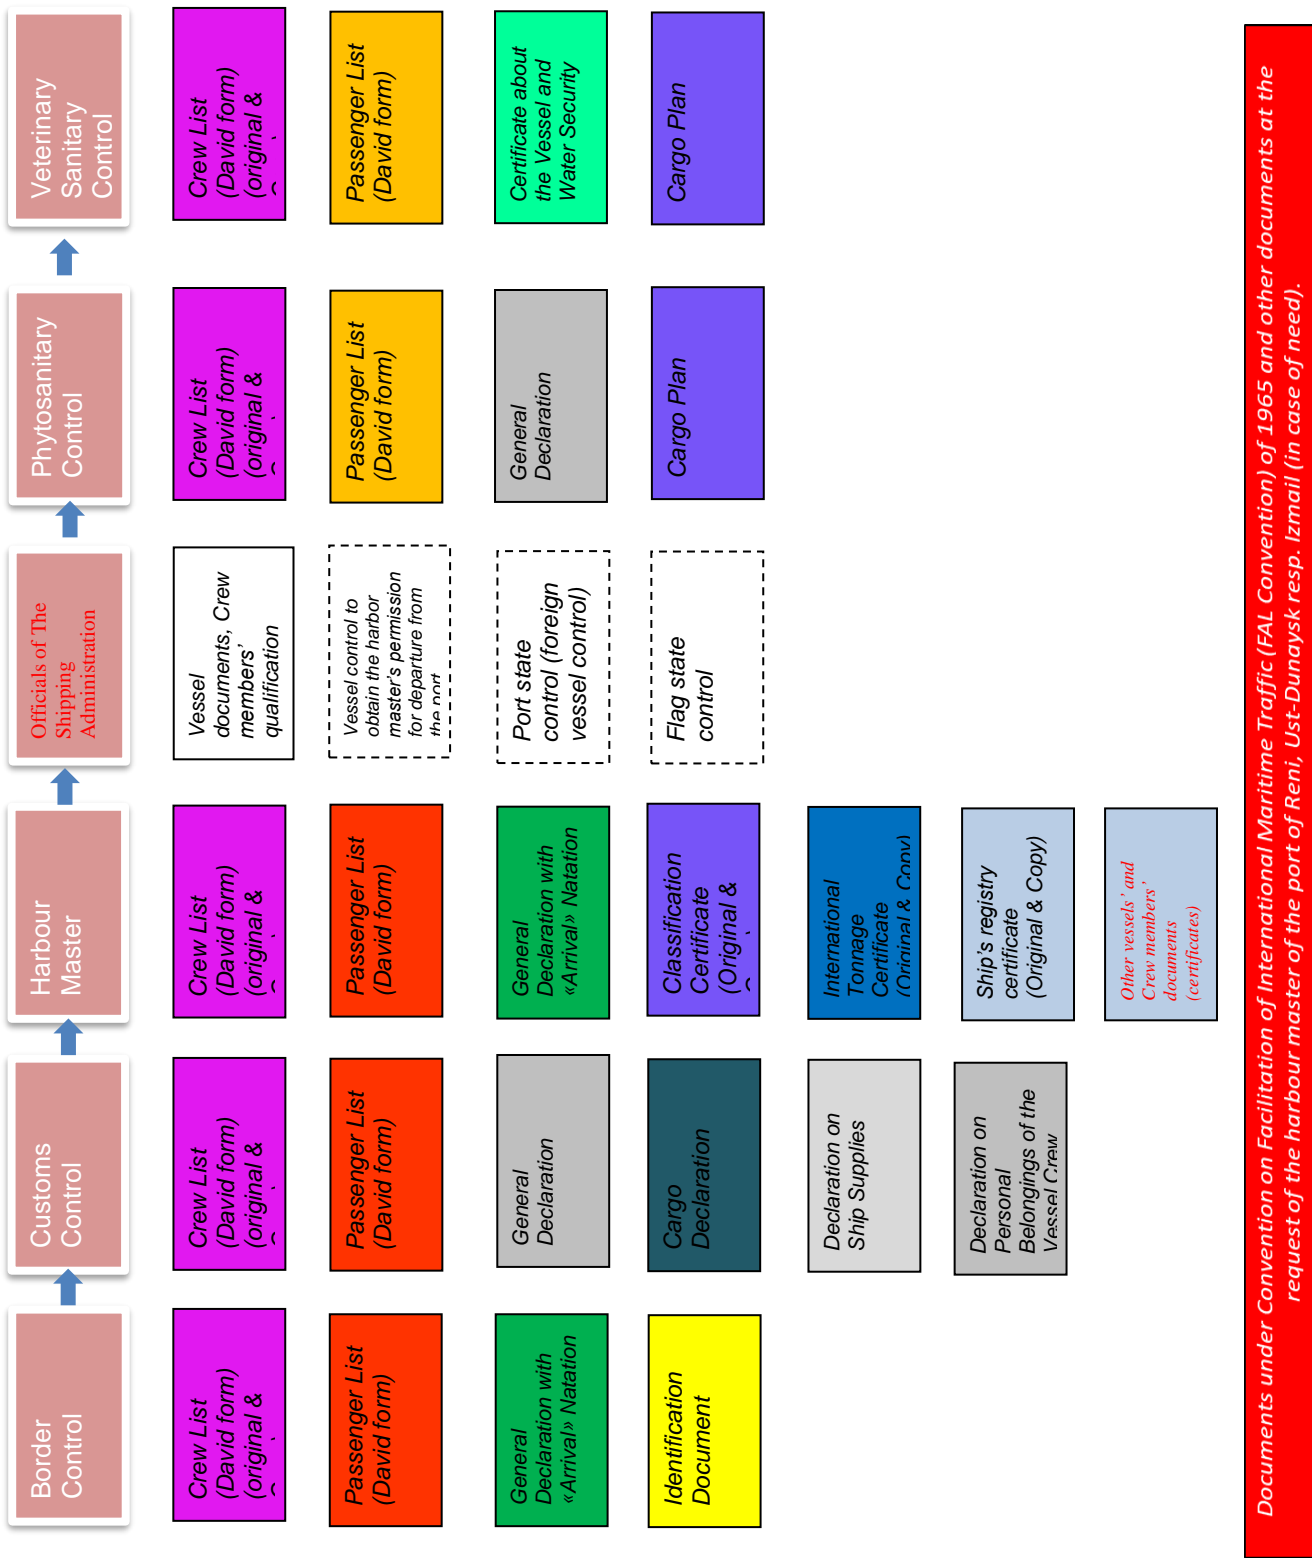 Border
Control
Customs
Control
Harbour
Master
Officials of The
Shipping
Administration
Phytosanitary
Control
Veterinary
Sanitary
Control
Crew List
(David form)
(original &
Crew List
(David form)
(original &
Crew List
(David form)
(original &
Vessel
documents, Crew
members'
qualification
Crew List
(David form)
(original &
Crew List
(David form)
(original &
Passenger List
(David form)
Passenger List
(David form)
Passenger List
(David form)
Vessel control to
obtain the harbor
master's permission
for departure from
the port
Passenger List
(David form)
Passenger List
(David form)
General
Declaration with
«Arrival» Natation
General
Declaration
General
Declaration with
«Arrival» Natation
Port state
control (foreign
vessel control)
General
Declaration
Certificate about
the Vessel and
Water Security
Identification
Document
Cargo
Declaration
Classification
Certificate
(Original &
Flag state
control
Cargo Plan
Cargo Plan
Declaration on
Ship Supplies
International
Tonnage
Certificate
(Original & Copy)
Declaration on
Personal
Belongings of the
Vessel Crew
Ship's registry
certificate
(Original & Copy)
Other vessels' and
Crew members'
documents
(certificates)
Documents under Convention on Facilitation of International Maritime Traffic (FAL Convention) of 1965 and other documents at the
request of the harbour master of the port of Reni, Ust-Dunaysk resp. Izmail (in case of need).